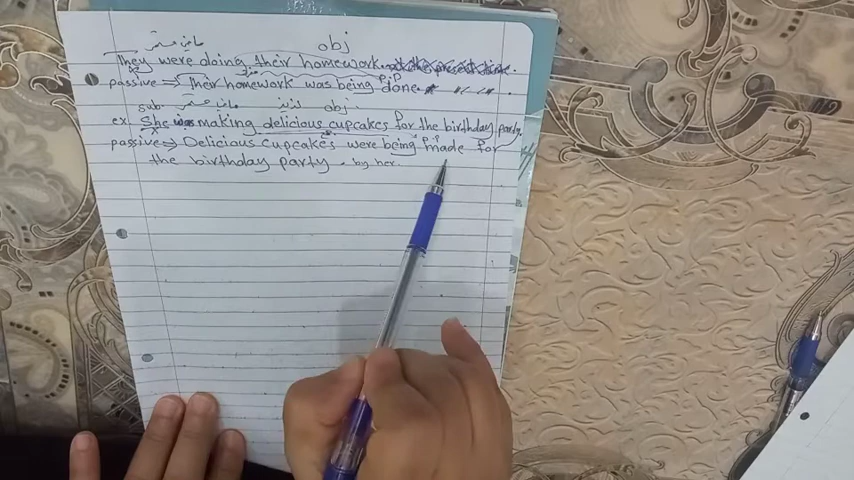 ماضي مستمر obj
They were doing their homework.
مفرد P.P
passive => Their homework was being done
sub ماضي مستمر obj.
ex. She was making delicious cupcakes for the birthday party.
P.P
passive => Delicious cupcakes were being made for
the birthday party. by her.